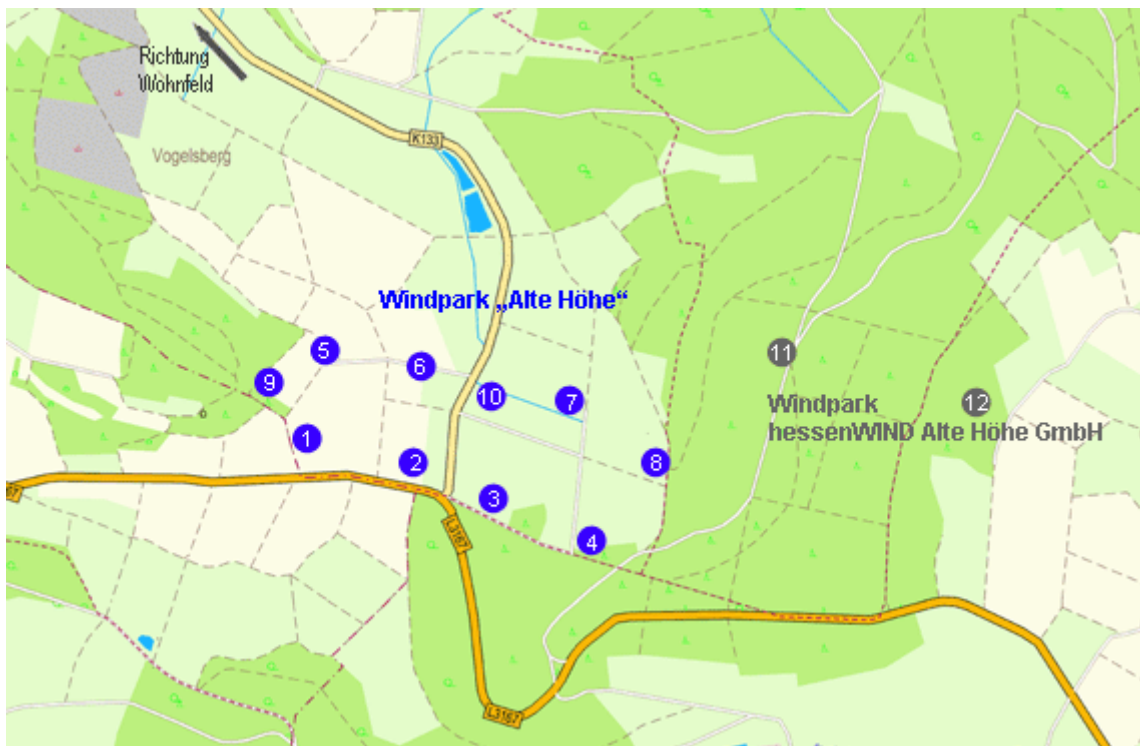 Richtung
Wohnfeld
K133
Vogelsberg
Windpark „Alte Höhe“
5
6
11
9
10
7
12
Windpark
hessenWIND Alte Höhe GmbH
1
2
8
3
4
L3167
L3167